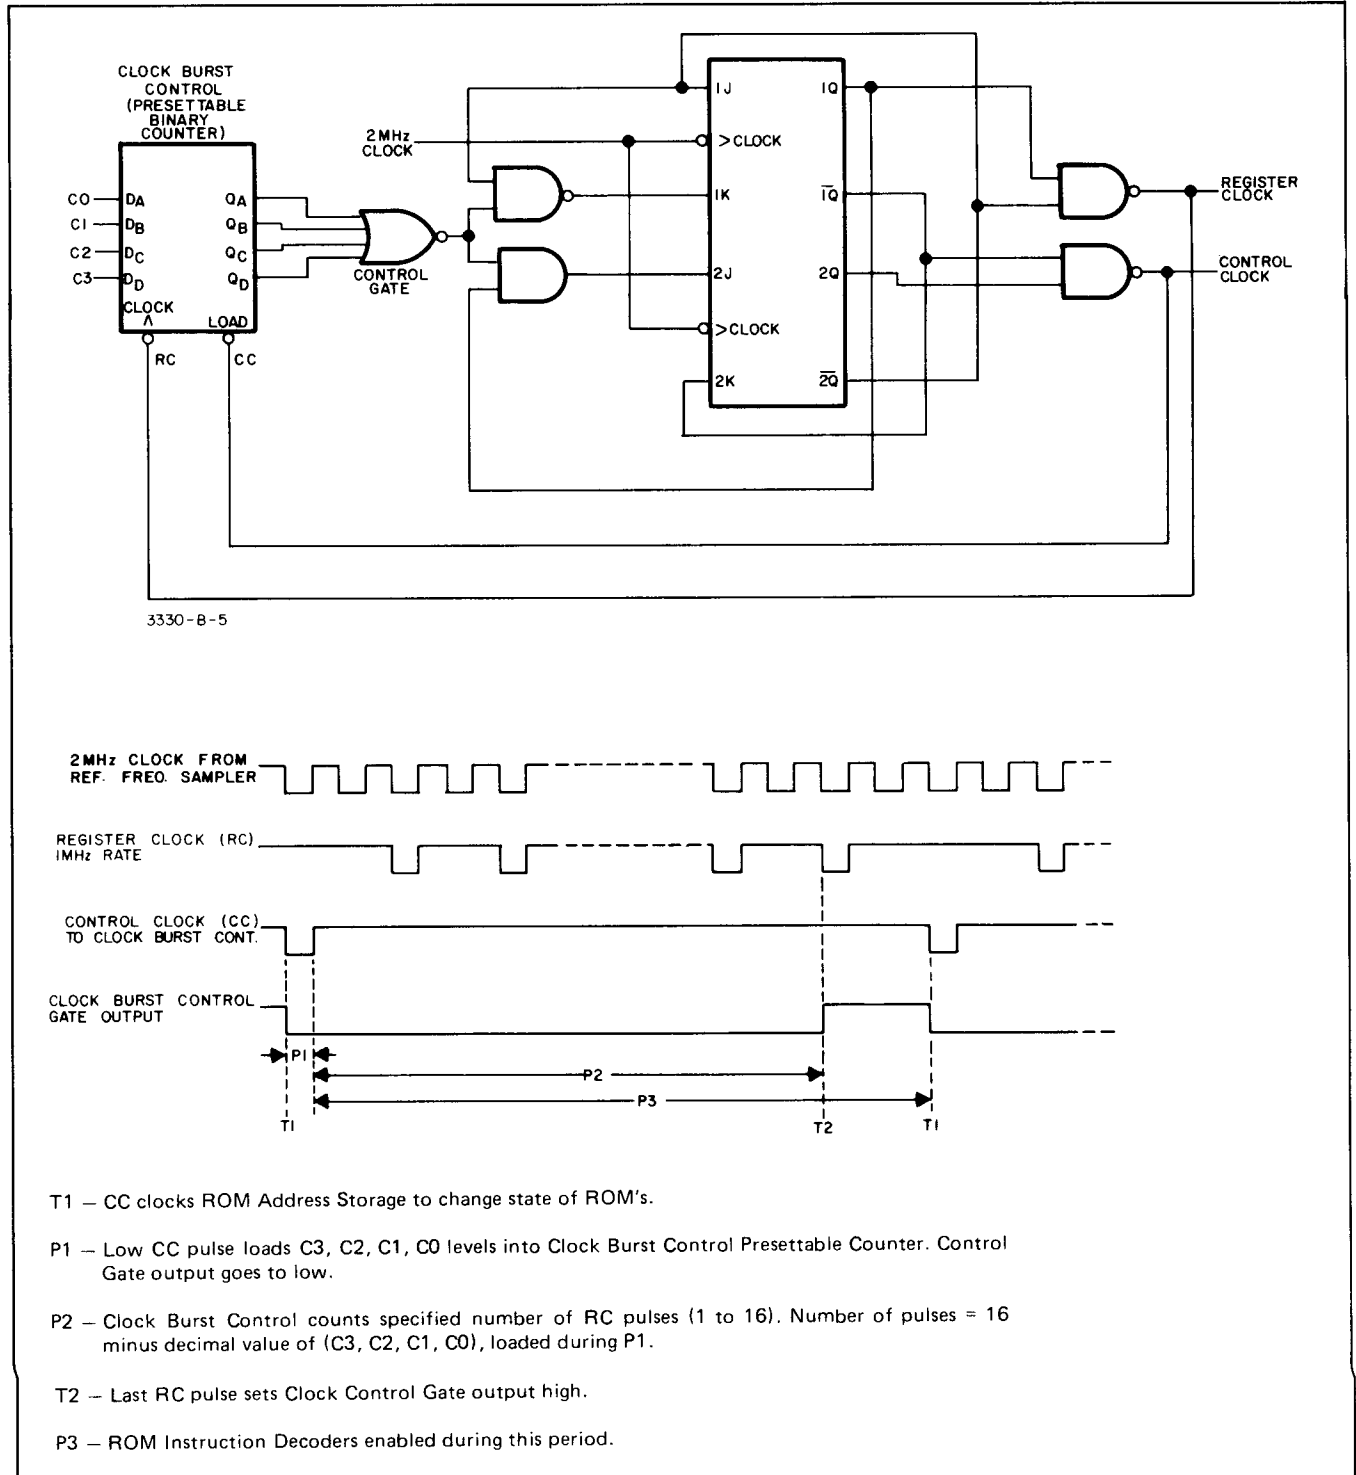 CLOCK BURST
CONTROL
(PRESETTABLE
BINARY
COUNTER)
2MHz
CLOCK
C0
C1
C2
C3
DA
DB
DC
DD
QA
QB
QC
QD
CLOCK
LOAD
RC
CC
CONTROL
GATE
1J
>CLOCK
1K
2J
>CLOCK
2K
1Q
1Q̅
2Q
2Q̅
REGISTER
CLOCK
CONTROL
CLOCK
3330-B-5
2MHz CLOCK FROM
REF. FREQ. SAMPLER
REGISTER CLOCK (RC)
1MHz RATE
CONTROL CLOCK (CC)
TO CLOCK BURST CONT.
CLOCK BURST CONTROL
GATE OUTPUT
P1
P2
P3
T1
T2
T1
T1 – CC clocks ROM Address Storage to change state of ROM's.
P1 – Low CC pulse loads C3, C2, C1, C0 levels into Clock Burst Control Presettable Counter. Control
Gate output goes to low.
P2 – Clock Burst Control counts specified number of RC pulses (1 to 16). Number of pulses = 16
minus decimal value of (C3, C2, C1, C0), loaded during P1.
T2 – Last RC pulse sets Clock Control Gate output high.
P3 – ROM Instruction Decoders enabled during this period.